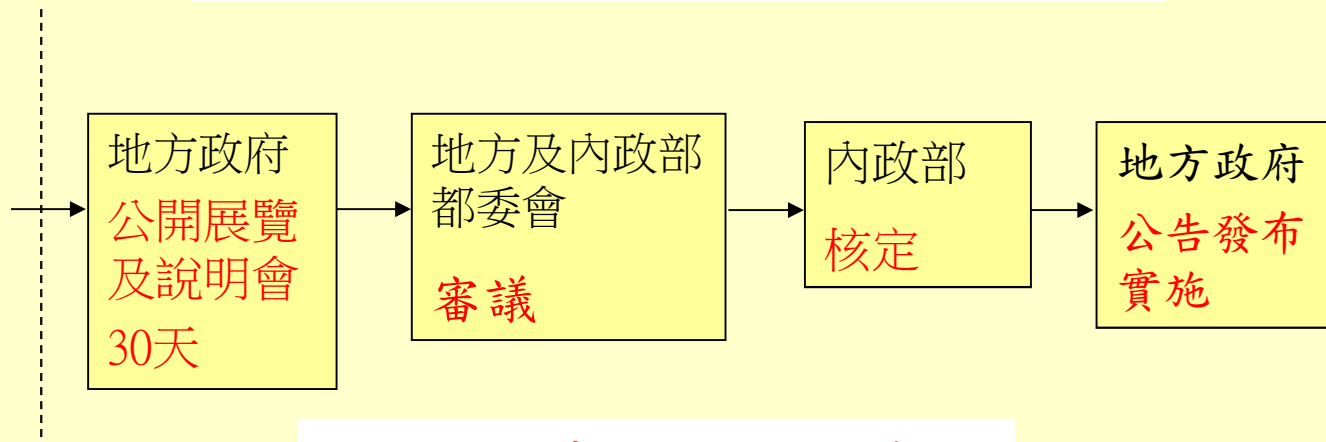 地方政府
公開展覽
及說明會
30天
地方及內政部
都委會
審議
內政部
核定
地方政府
公告發布
實施